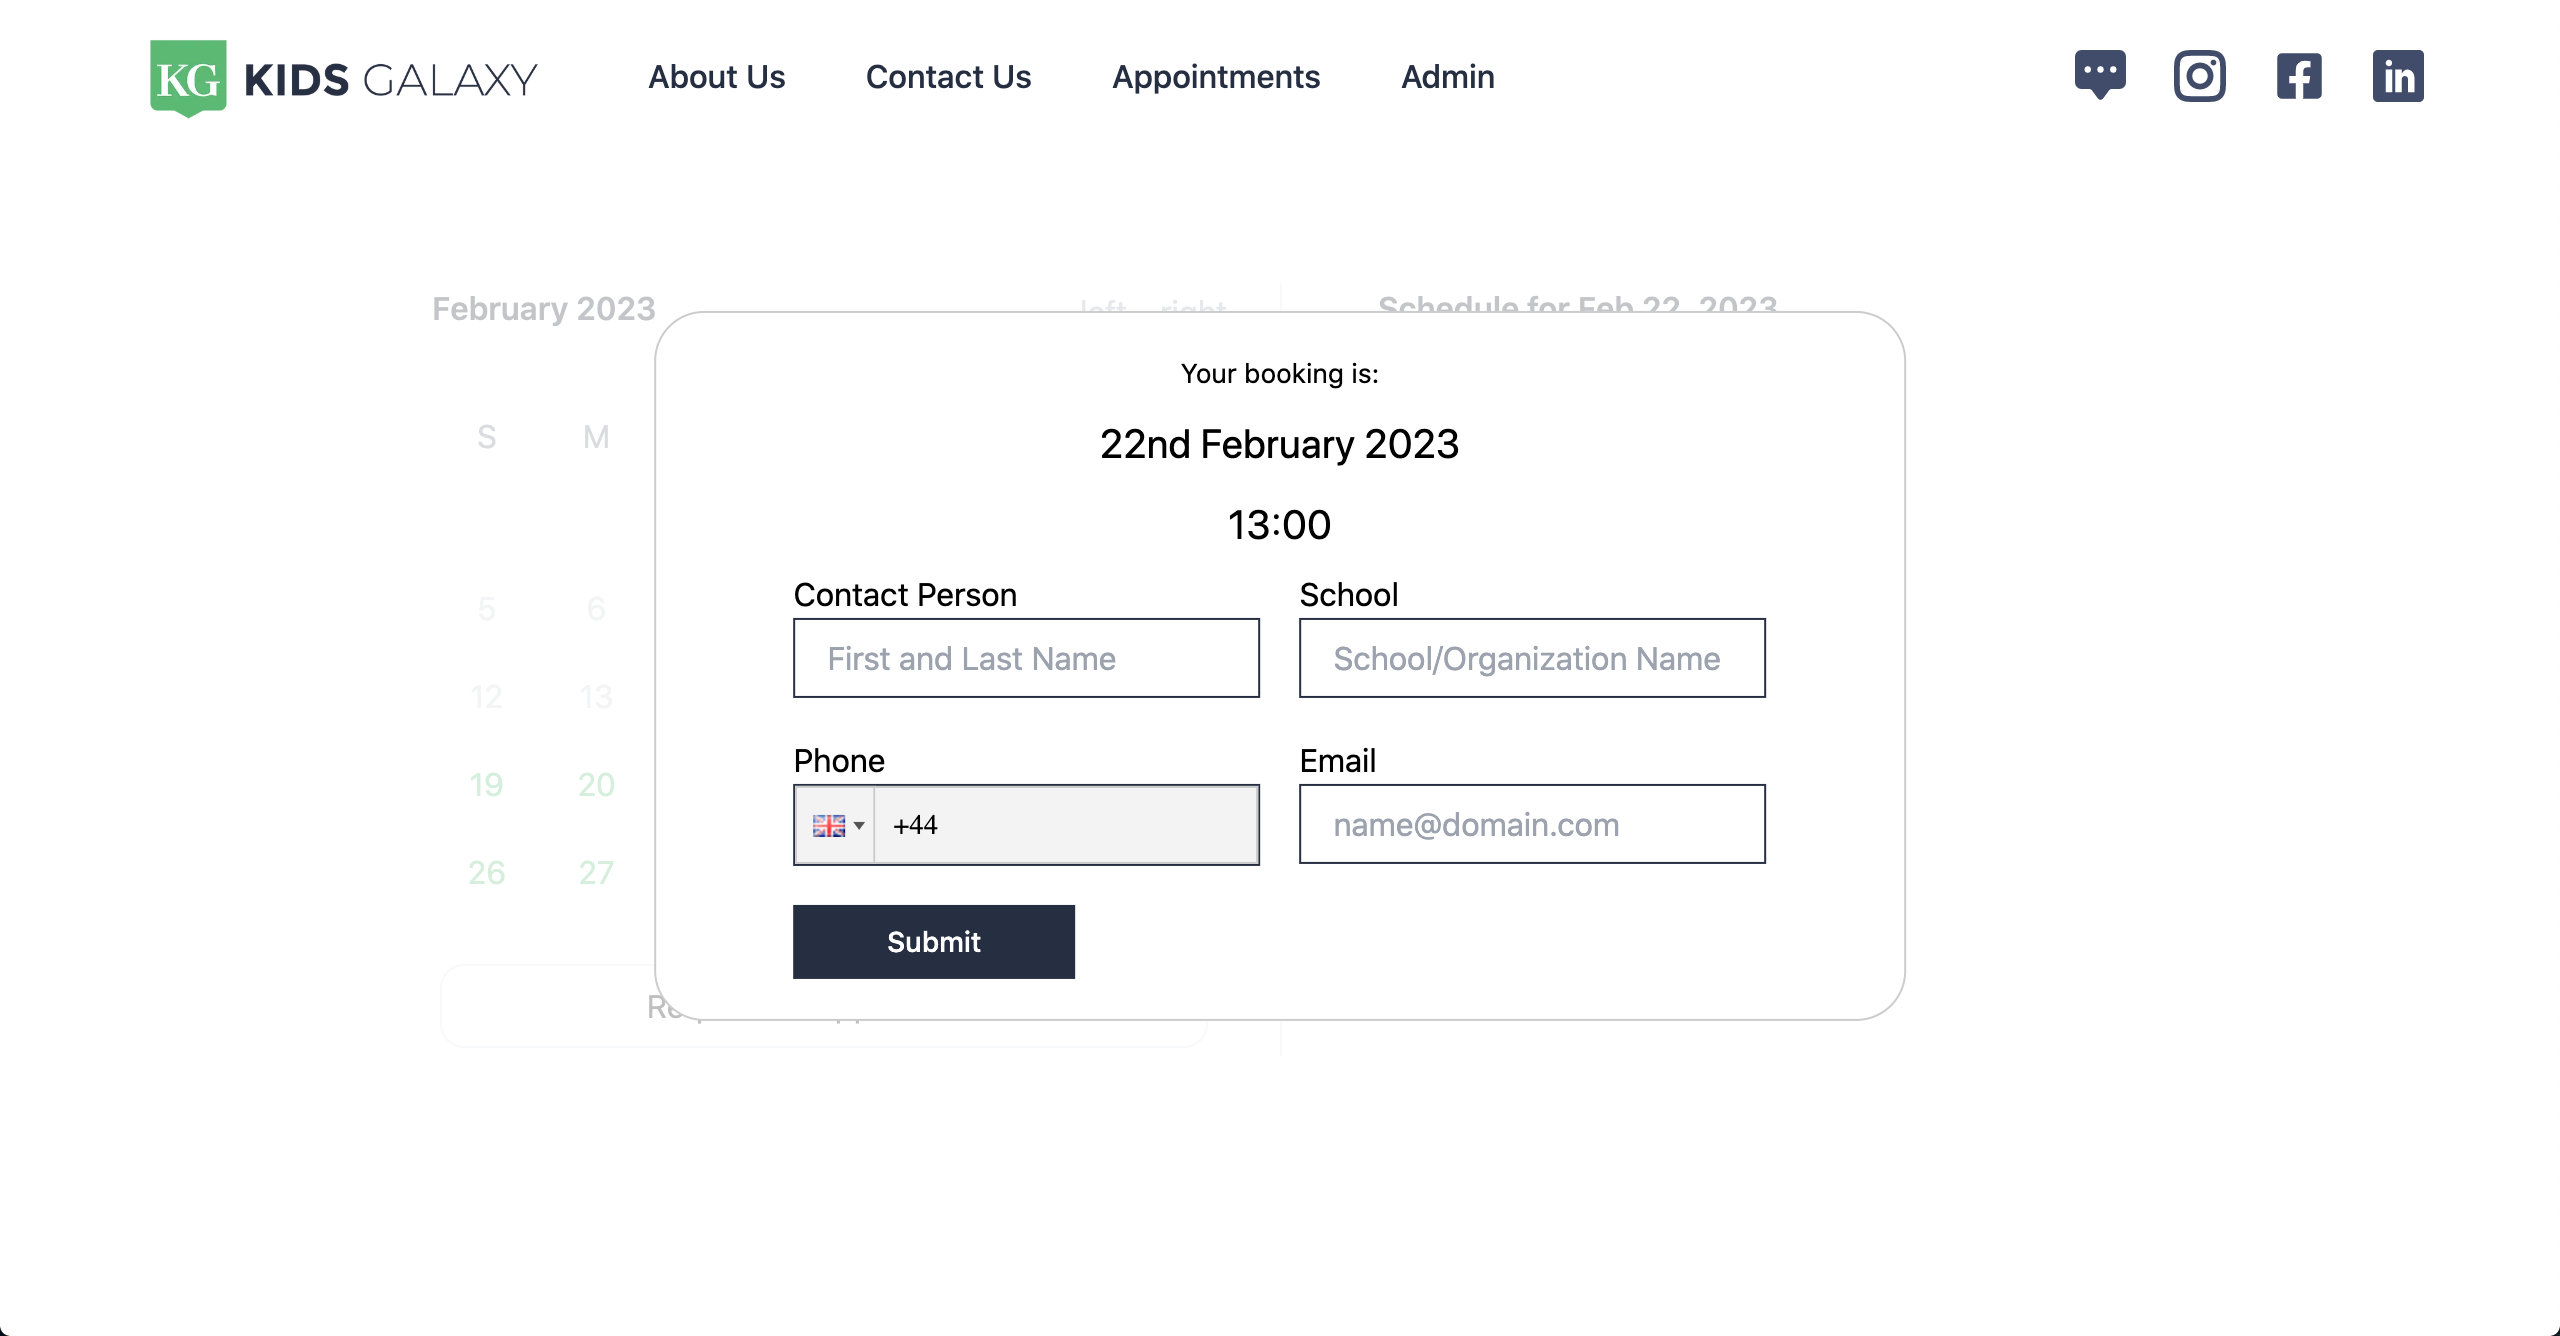 KG KIDS GALAXY About Us Contact Us Appointments Admin in
February 2023 left right Schedule for Feb 22, 2023
Your booking is:
22nd February 2023
S M
13:00
Contact Person School
First and Last Name School/Organization Name
5 6
12 13
Phone Email
19 20
+44 name@domain.com
26 27
Submit